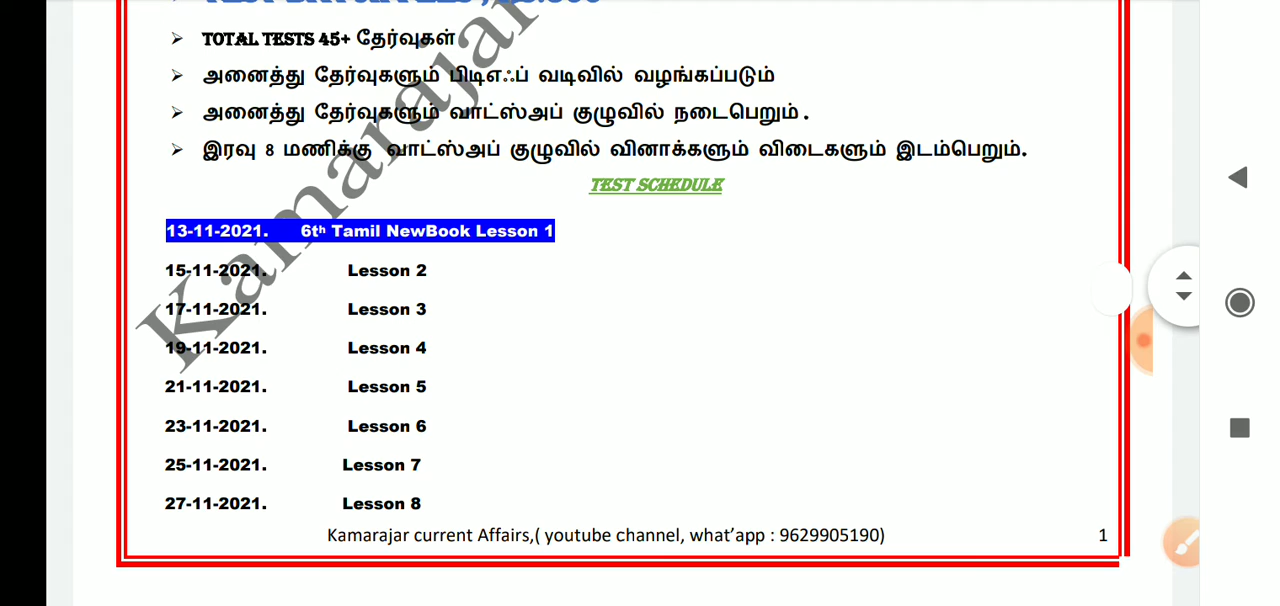 TOTAL TESTS 45+ தேர்வுகள்
அனைத்து தேர்வுகளும் பிடிஎஃப் வடிவில் வழங்கப்படும்
அனைத்து தேர்வுகளும் வாட்ஸ்அப் குழுவில் நடைபெறும்.
இரவு 8 மணிக்கு வாட்ஸ்அப் குழுவில் வினாக்களும் விடைகளும் இடம்பெறும்.
TEST SCHEDULE
13-11-2021. 6th Tamil NewBook Lesson 1
15-11-2021. Lesson 2
17-11-2021. Lesson 3
19-11-2021. Lesson 4
21-11-2021. Lesson 5
23-11-2021. Lesson 6
25-11-2021. Lesson 7
27-11-2021. Lesson 8
Kamarajar current Affairs,( youtube channel, what’app : 9629905190)
1
Kamarajar